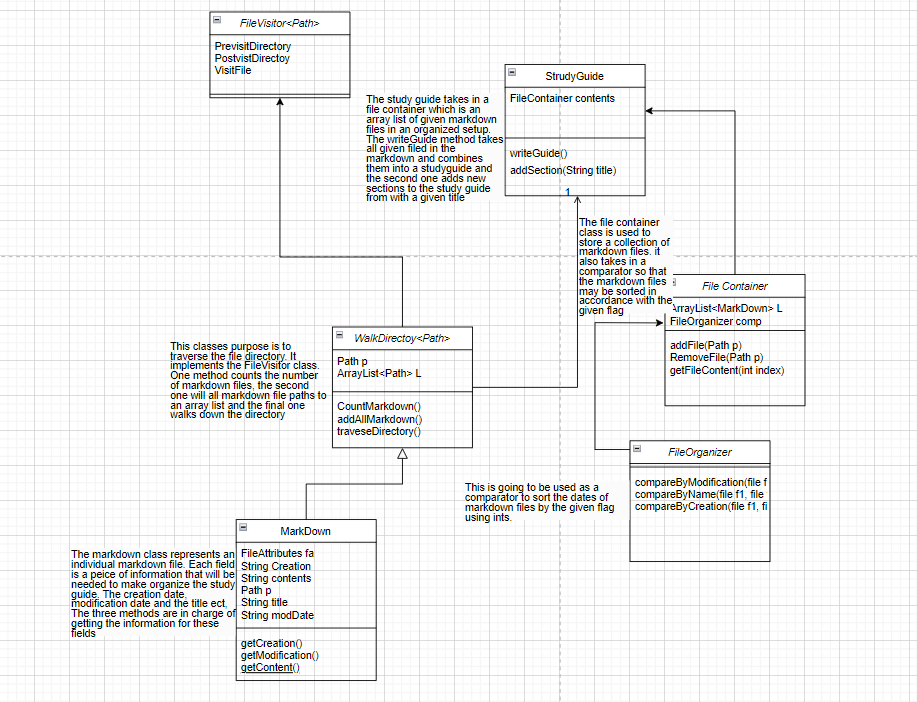 FileVisitor<Path>
PrevisitDirectory
PostvistDirectoy
VisitFile
StrudyGuide
FileContainer contents
writeGuide()
addSection(String title)
1
The study guide takes in a
file container which is an
array list of given markdown
files in an organized setup.
The writeGuide method takes
all given filed in the
markdown and combines
them into a studyguide and
the second one adds new
sections to the study guide
from with a given title
The file container
class is used to
store a collection of
markdown files. it
also takes in a
comparator so that
the markdown files
may be sorted in
accordance with the
given flag
File Container
ArrayList<MarkDown> L
FileOrganizer comp
addFile(Path p)
RemoveFile(Path p)
getFileContent(int index)
WalkDirectoy<Path>
Path p
ArrayList<Path> L
CountMarkdown()
addAllMarkdown()
traveseDirectory()
This classes purpose is to
traverse the file directory. It
implements the FileVisitor class.
One method counts the number
of markdown files, the second
one will all markdown file paths to
an array list and the final one
walks down the directory
FileOrganizer
compareByModification(file f
compareByName(file f1, file
compareByCreation(file f1, fi
This is going to be used as a
comparator to sort the dates of
markdown files by the given flag
using ints.
MarkDown
FileAttributes fa
String Creation
String contents
Path p
String title
String modDate
getCreation()
getModification()
getContent()
The markdown class represents an
individual markdown file. Each field
is a peice of information that will be
needed to make organize the study
guide. The creation date,
modification date and the title ect,
The three methods are in charge of
getting the information for these
fields